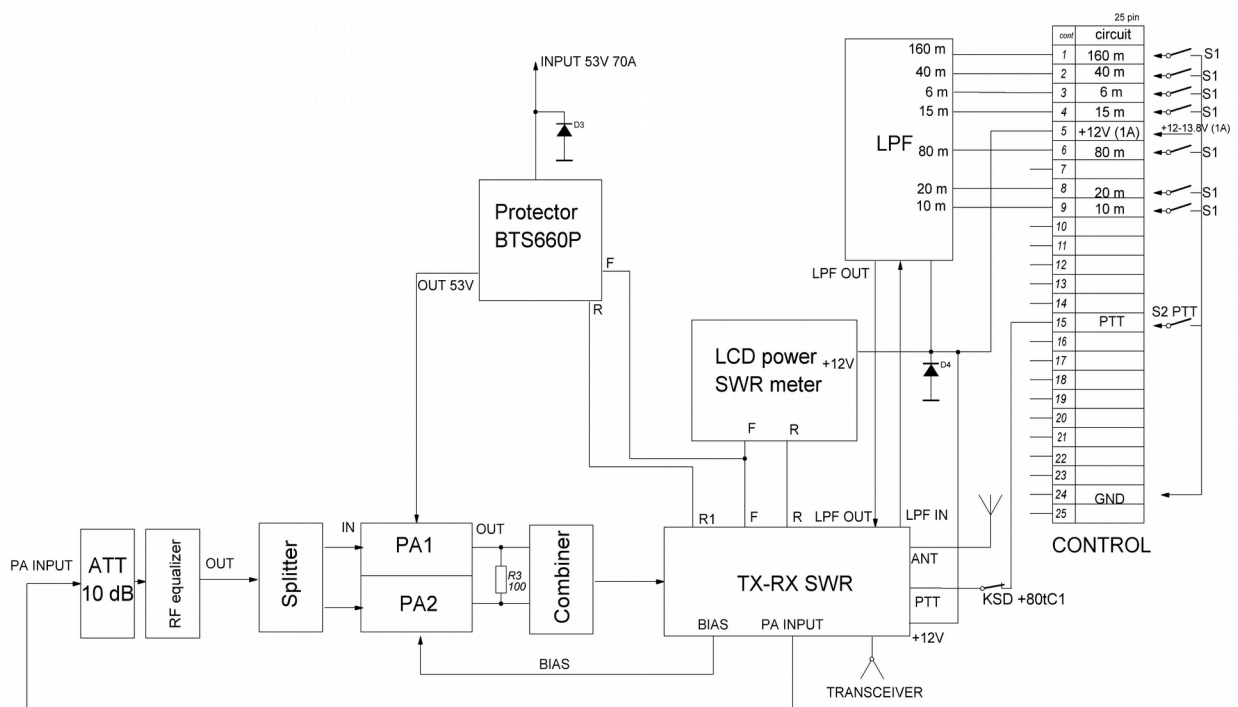 25 pin
cont circuit
1 160 m S1
2 40 m S1
3 6 m S1
4 15 m S1
5 +12V (1A) +12-13.8V (1A)
6 80 m S1
7
8 20 m S1
9 10 m S1
10
11
12
13
14
15 PTT S2 PTT
16
17
18
19
20
21
22
23
24 GND
25
CONTROL
160 m
40 m
6 m
15 m
LPF
80 m
20 m
10 m
LPF OUT
INPUT 53V 70A
D3
Protector
BTS660P
F
OUT 53V
R
LCD power +12V
SWR meter
D4
F R
R1 F R LPF OUT LPF IN
ANT
TX-RX SWR
PTT
KSD +80tC1
BIAS PA INPUT
+12V
TRANSCEIVER
PA INPUT
ATT
10 dB
RF equalizer
OUT
Splitter
IN
PA1
PA2
OUT
R3
100
Combiner
BIAS